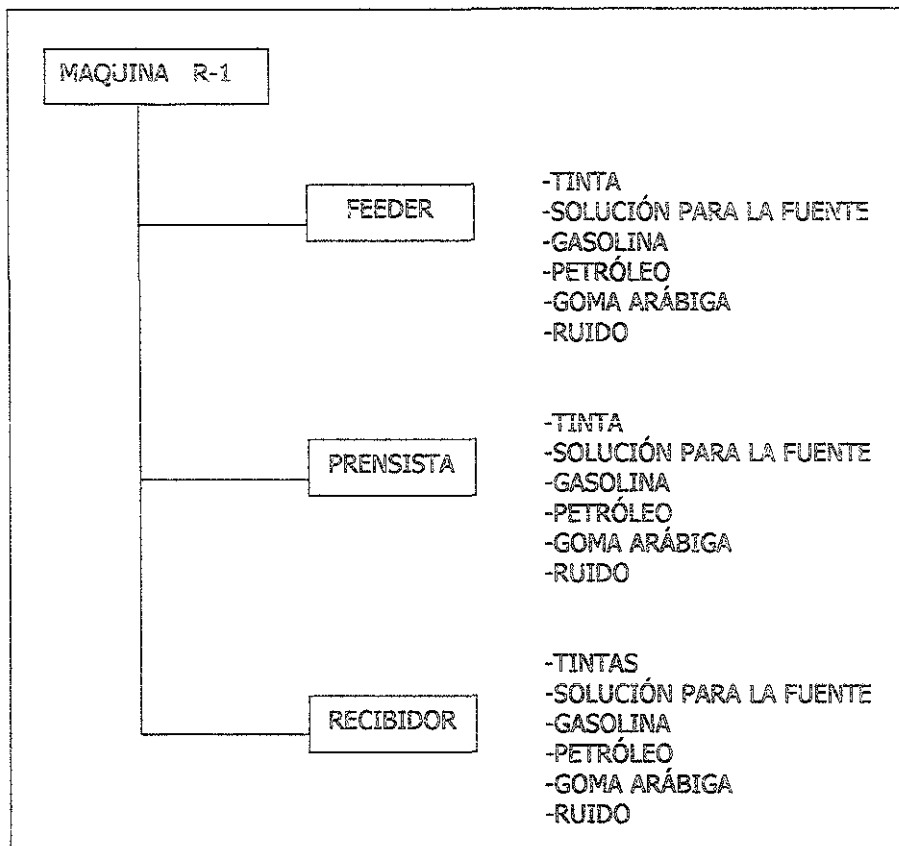 MAQUINA R-1
FEEDER
-TINTA
-SOLUCIÓN PARA LA FUENTE
-GASOLINA
-PETRÓLEO
-GOMA ARÁBIGA
-RUIDO
PRENSISTA
-TINTA
-SOLUCIÓN PARA LA FUENTE
-GASOLINA
-PETRÓLEO
-GOMA ARÁBIGA
-RUIDO
RECIBIDOR
-TINTAS
-SOLUCIÓN PARA LA FUENTE
-GASOLINA
-PETRÓLEO
-GOMA ARÁBIGA
-RUIDO